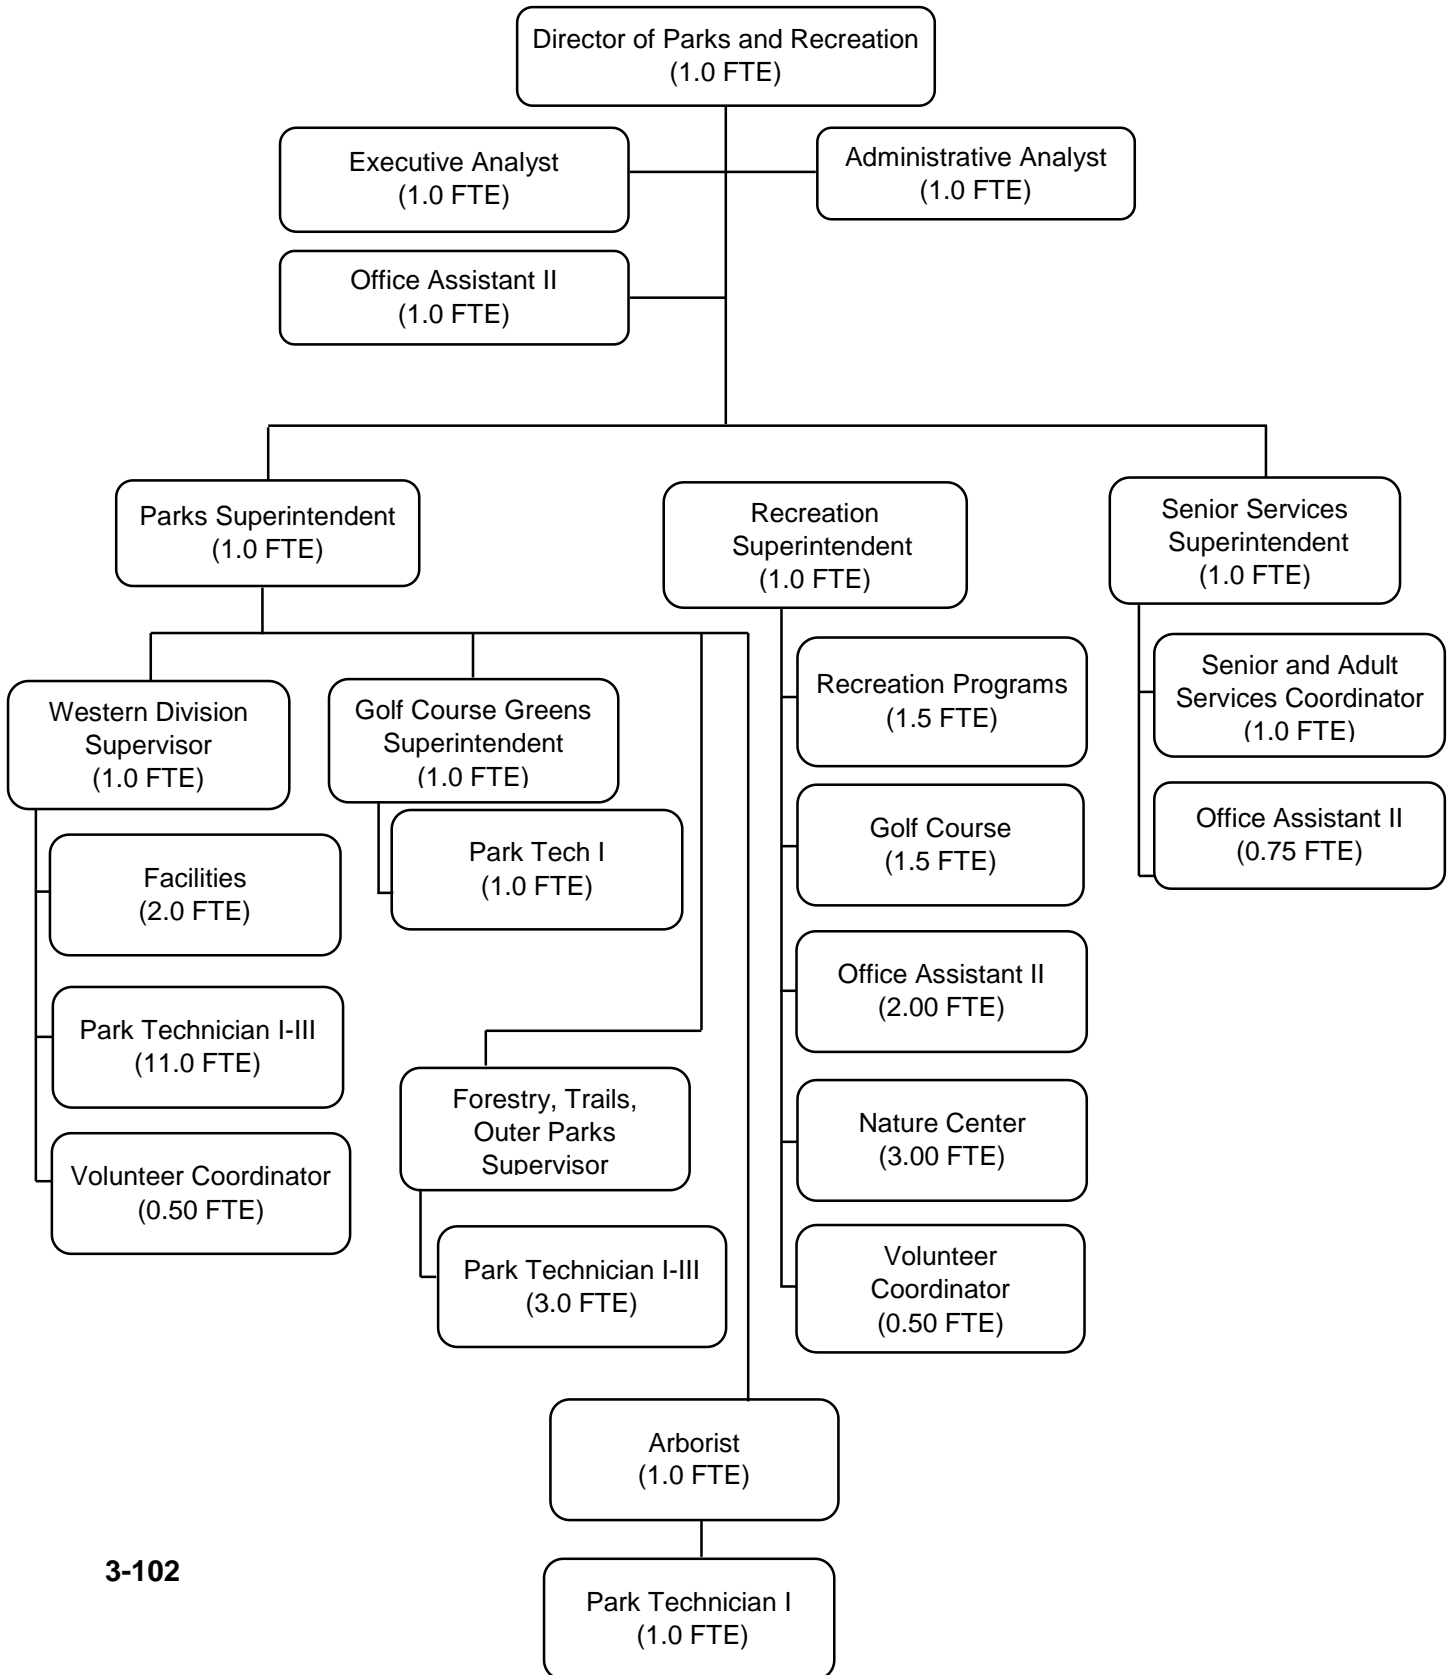 Director of Parks and Recreation
(1.0 FTE)
Executive Analyst
(1.0 FTE)
Administrative Analyst
(1.0 FTE)
Office Assistant II
(1.0 FTE)
Parks Superintendent
(1.0 FTE)
Recreation
Superintendent
(1.0 FTE)
Senior Services
Superintendent
(1.0 FTE)
Western Division
Supervisor
(1.0 FTE)
Facilities
(2.0 FTE)
Park Technician I-III
(11.0 FTE)
Volunteer Coordinator
(0.50 FTE)
Golf Course Greens
Superintendent
(1.0 FTE)
Park Tech I
(1.0 FTE)
Forestry, Trails,
Outer Parks
Supervisor
Park Technician I-III
(3.0 FTE)
Arborist
(1.0 FTE)
Park Technician I
(1.0 FTE)
Recreation Programs
(1.5 FTE)
Golf Course
(1.5 FTE)
Office Assistant II
(2.00 FTE)
Nature Center
(3.00 FTE)
Volunteer
Coordinator
(0.50 FTE)
Senior and Adult
Services Coordinator
(1.0 FTE)
Office Assistant II
(0.75 FTE)
3-102